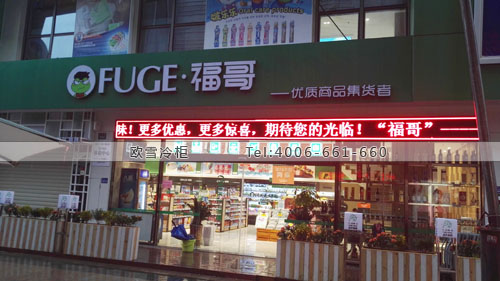 FUGE·福哥
—优质商品集货者
味！更多优惠，更多惊喜，期待您的光临！“福哥”—
欧雪冷柜 Tel:4006-661-660